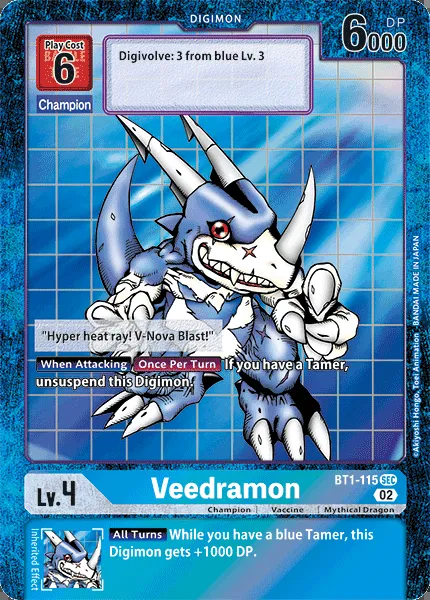 DIGIMON
Play Cost
6
Champion
Digivolve: 3 from blue Lv. 3
DP
6000
"Hyper heat ray! V-Nova Blast!"
When Attacking Once Per Turn If you have a Tamer,
unsuspend this Digimon.
©Akiyoshi Hongo, Toei Animation ・BANDAI MADE IN JAPAN
BT1-115 SEC
02
Lv.4
Veedramon
Champion Vaccine Mythical Dragon
Inherited Effect
All Turns While you have a blue Tamer, this
Digimon gets +1000 DP.